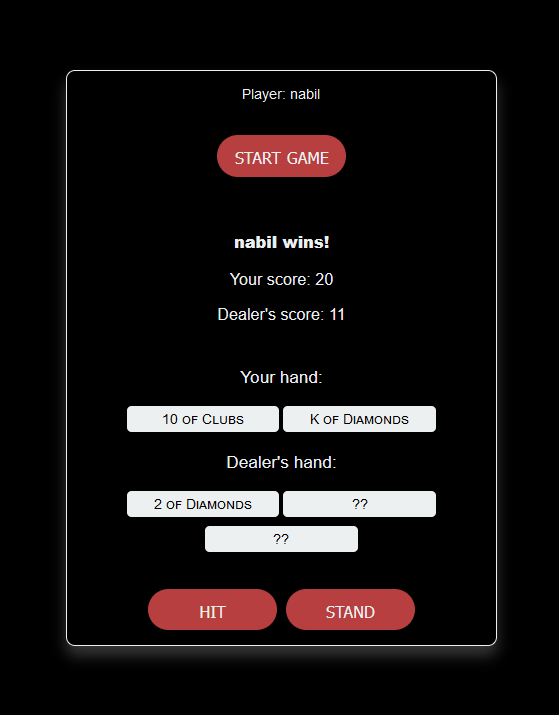 Player: nabil
START GAME
nabil wins!
Your score: 20
Dealer's score: 11
Your hand:
10 of Clubs K of Diamonds
Dealer's hand:
2 of Diamonds ??
??
HIT STAND